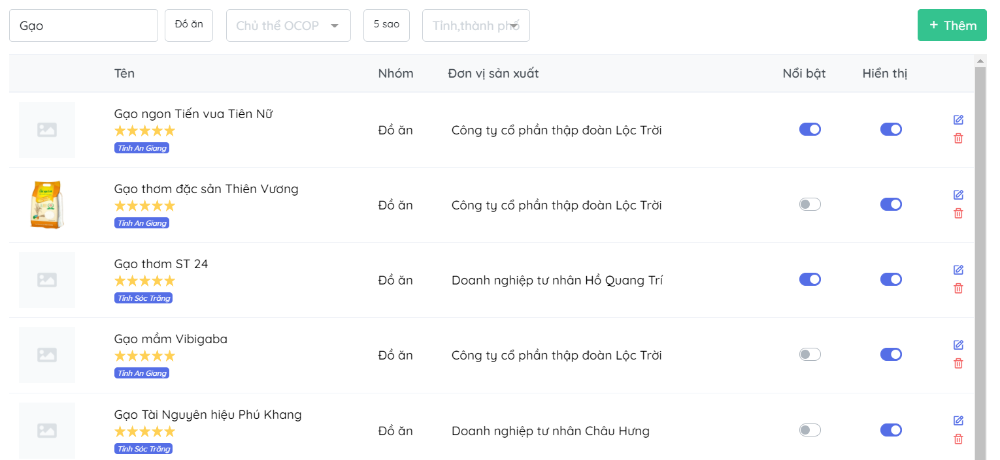 Gạo
Đồ ăn
Chủ thể OCOP
5 sao
Tỉnh,thành phố
+ Thêm
Tên
Nhóm
Đơn vị sản xuất
Nổi bật
Hiển thị
Gạo ngon Tiến vua Tiên Nữ
Tỉnh An Giang
Đồ ăn
Công ty cổ phần thập đoàn Lộc Trời
Gạo thơm đặc sản Thiên Vương
Tỉnh An Giang
Đồ ăn
Công ty cổ phần thập đoàn Lộc Trời
Gạo thơm ST 24
Tỉnh Sóc Trăng
Đồ ăn
Doanh nghiệp tư nhân Hồ Quang Trí
Gạo mầm Vibigaba
Tỉnh An Giang
Đồ ăn
Công ty cổ phần thập đoàn Lộc Trời
Gạo Tài Nguyên hiệu Phú Khang
Tỉnh Sóc Trăng
Đồ ăn
Doanh nghiệp tư nhân Châu Hưng